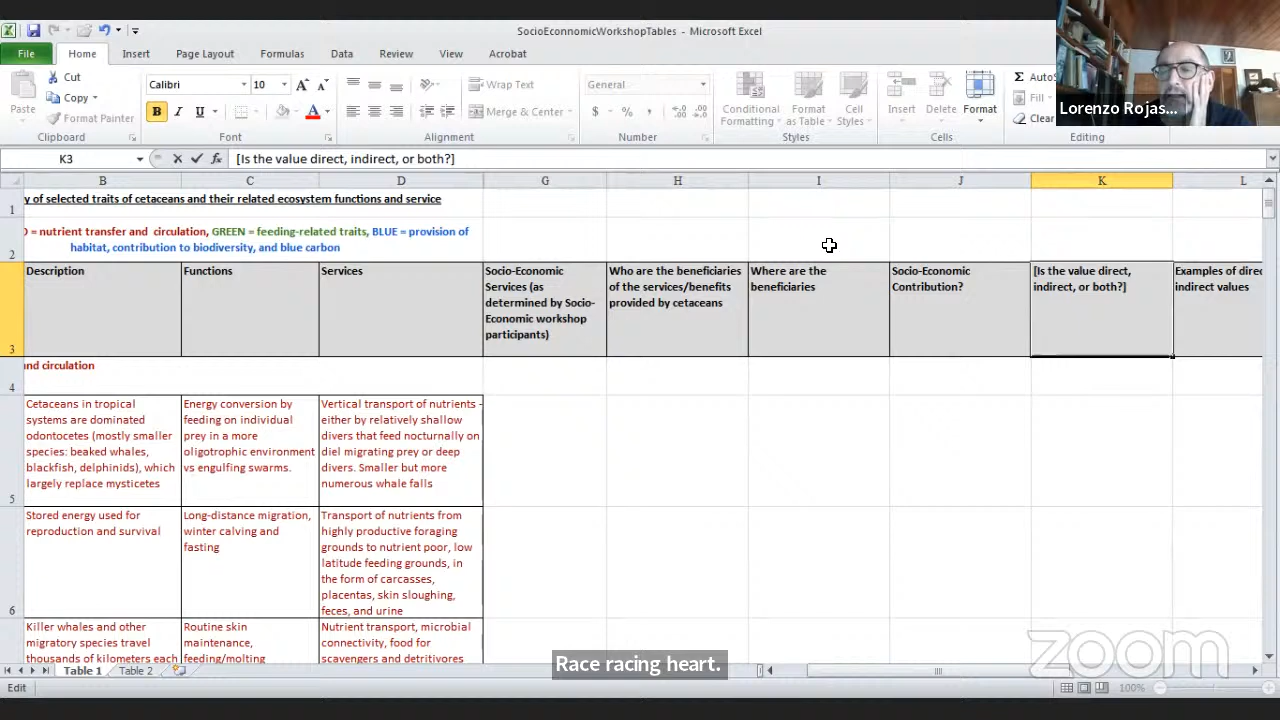 SocioEconnomicWorkshopTables - Microsoft Excel
File Home Insert Page Layout Formulas Data Review View Acrobat
Paste
Cut
Copy
Format Painter
Clipboard
Calibri 10
B I U
Font
Wrap Text
Merge & Center
Alignment
General
$ % ,
Number
Conditional Formatting
Format as Table
Cell Styles
Styles
Insert Delete Format
Cells
Σ AutoS
Fill
Clear
Editing
Lorenzo Rojas...
K3 fx [Is the value direct, indirect, or both?]
B C D G H I J K L
1
y of selected traits of cetaceans and their related ecosystem functions and service
2
= nutrient transfer and circulation, GREEN = feeding-related traits, BLUE = provision of
habitat, contribution to biodiversity, and blue carbon
3
Description
Functions
Services
Socio-Economic
Services (as
determined by Socio-
Economic workshop
participants)
Who are the beneficiaries
of the services/benefits
provided by cetaceans
Where are the
beneficiaries
Socio-Economic
Contribution?
[Is the value direct,
indirect, or both?]
Examples of direc
indirect values
4
and circulation
5
Cetaceans in tropical
systems are dominated
odontocetes (mostly smaller
species: beaked whales,
blackfish, delphinids), which
largely replace mysticetes
Energy conversion by
feeding on individual
prey in a more
oligotrophic environment
vs engulfing swarms.
Vertical transport of nutrients -
either by relatively shallow
divers that feed nocturnally on
diel migrating prey or deep
divers. Smaller but more
numerous whale falls
6
Stored energy used for
reproduction and survival
Long-distance migration,
winter calving and
fasting
Transport of nutrients from
highly productive foraging
grounds to nutrient poor, low
latitude feeding grounds, in
the form of carcasses,
placentas, skin sloughing,
feces, and urine
Killer whales and other
migratory species travel
thousands of kilometers each
Routine skin
maintenance,
feeding/molting
Nutrient transport, microbial
connectivity, food for
scavengers and detritivores
Race racing heart.
zoom
Table 1 Table 2
Edit
100%